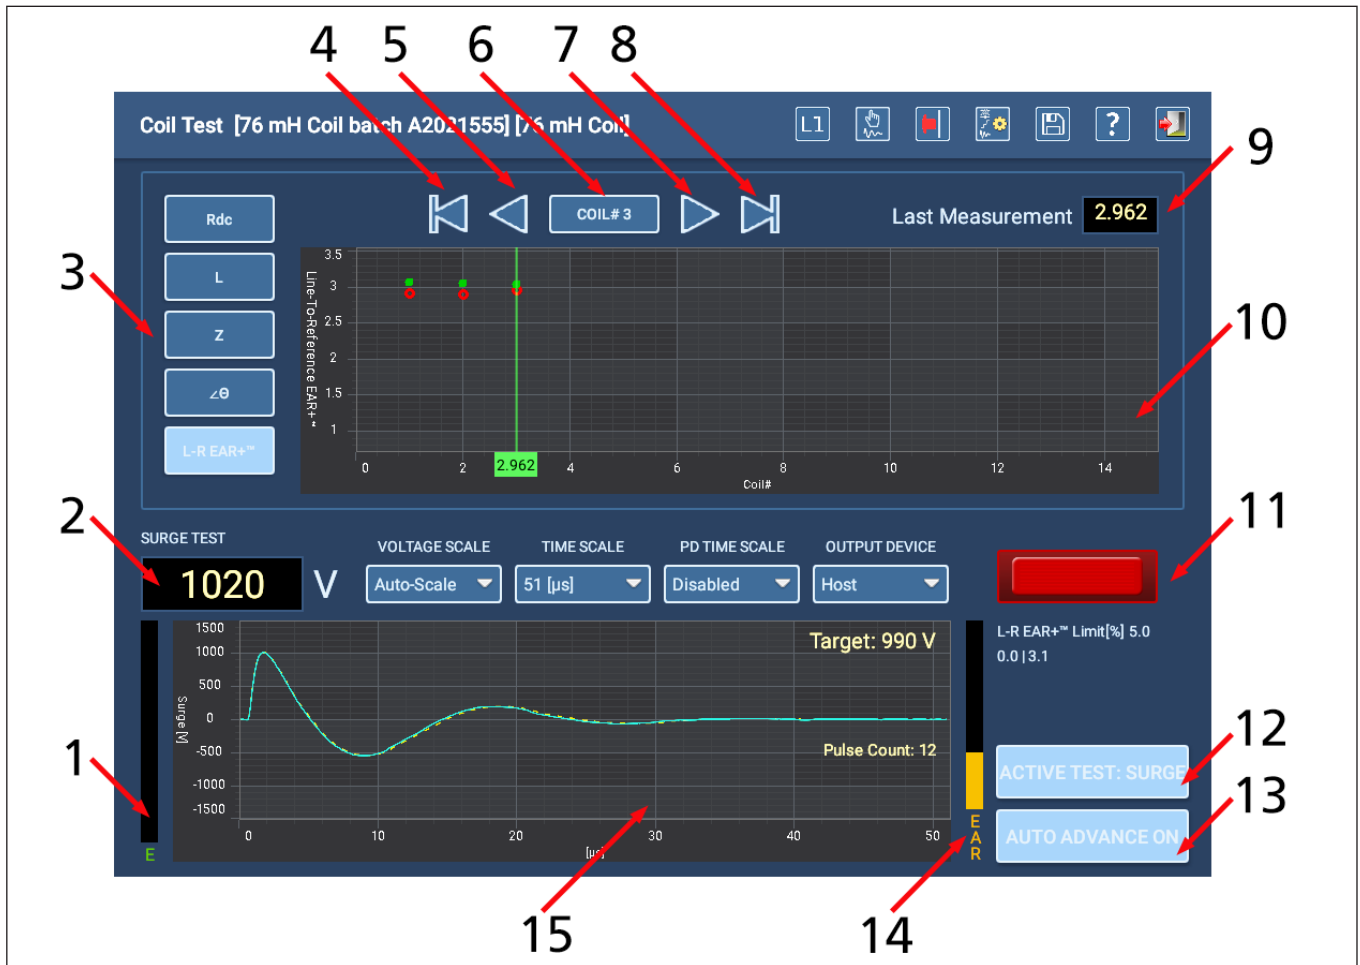 4 5 6 7 8
Coil Test [76 mH Coil batch A2021555] [76 mH Coil]
L1
?
9
Rdc
COIL# 3
Last Measurement 2.962
L
Z
∠Θ
L-R EAR+™
3
Line-To-Reference EAR+™
3.5
3
2.5
2
1.5
1
0 2 2.962 4 6 8 10 12 14
Coil#
10
2
SURGE TEST
1020 V
VOLTAGE SCALE TIME SCALE PD TIME SCALE OUTPUT DEVICE
Auto-Scale 51 [µs] Disabled Host
11
L-R EAR+™ Limit[%] 5.0
0.0 | 3.1
Surge [V]
1500
1000
500
0
-500
-1000
-1500
Target: 990 V
Pulse Count: 12
0 10 20 30 40 50
[µs]
1
E
EAR
ACTIVE TEST: SURGE
12
AUTO ADVANCE ON
13
15
14